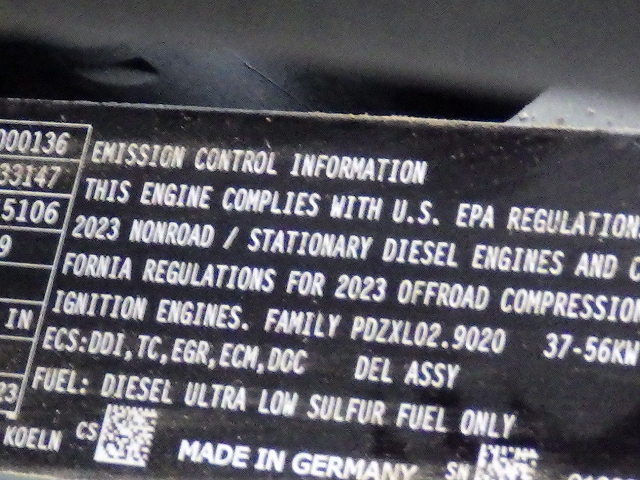 000136
33147
5106
9
IN
23
KOELN
EMISSION CONTROL INFORMATION
THIS ENGINE COMPLIES WITH U.S. EPA REGULATION
2023 NONROAD / STATIONARY DIESEL ENGINES AND C
FORNIA REGULATIONS FOR 2023 OFFROAD COMPRESSION
IGNITION ENGINES. FAMILY PDZXL02.9020 37-56KW
ECS:DDI,TC,EGR,ECM,DOC DEL ASSY
FUEL: DIESEL ULTRA LOW SULFUR FUEL ONLY
CS MADE IN GERMANY SN